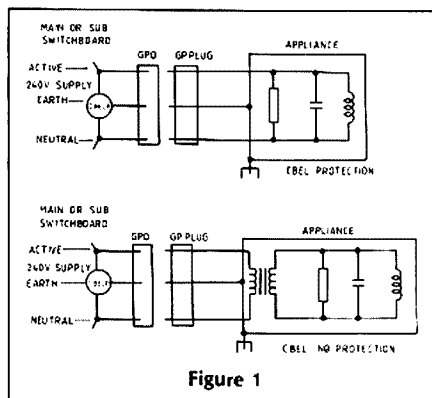 MAIN OR SUB
SWITCHBOARD
GPO
GP PLUG
APPLIANCE
ACTIVE
240V SUPPLY
EARTH
NEUTRAL
CBEL PROTECTION
MAIN OR SUB
SWITCHBOARD
GPO
GP PLUG
APPLIANCE
ACTIVE
240V SUPPLY
EARTH
NEUTRAL
CBEL NO PROTECTION
Figure 1